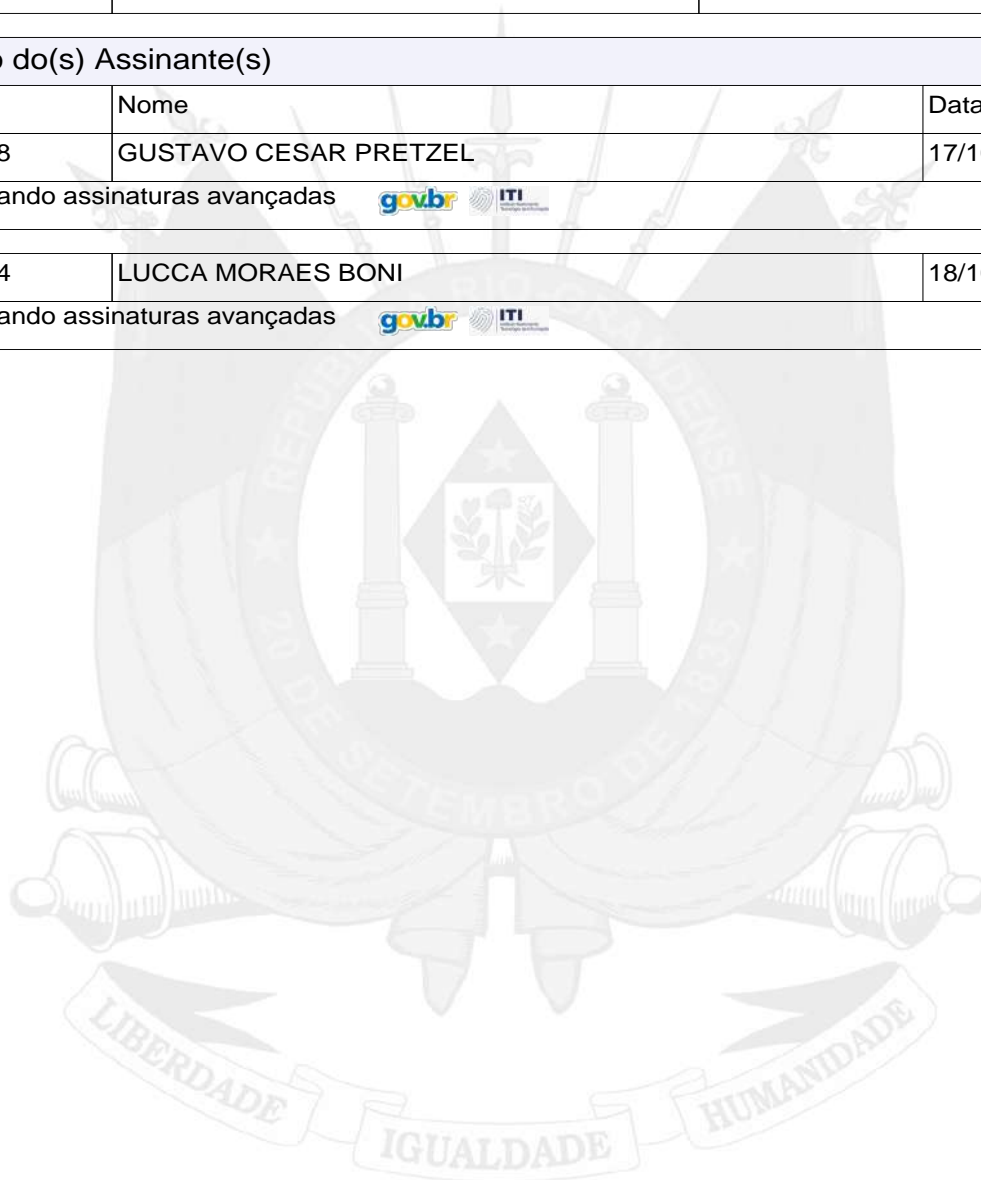 o do(s) Assinante(s)
Nome Data
8 GUSTAVO CESAR PRETZEL 17/1
ando assinaturas avançadas gov.br ITI
4 LUCCA MORAES BONI 18/1
ando assinaturas avançadas gov.br ITI
REPÚBLICA RIO-GRANDENSE
20 DE SETEMBRO DE 1835
LIBERDADE IGUALDADE HUMANIDADE